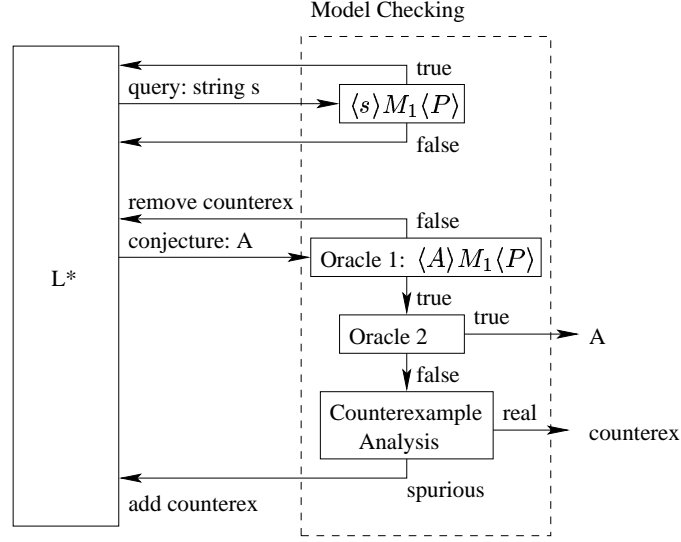 Model Checking
true
query: string s
⟨s⟩M₁⟨P⟩
false
remove counterex
false
conjecture: A
Oracle 1: ⟨A⟩M₁⟨P⟩
L*
true
Oracle 2
true
A
false
Counterexample
Analysis
real
counterex
add counterex
spurious